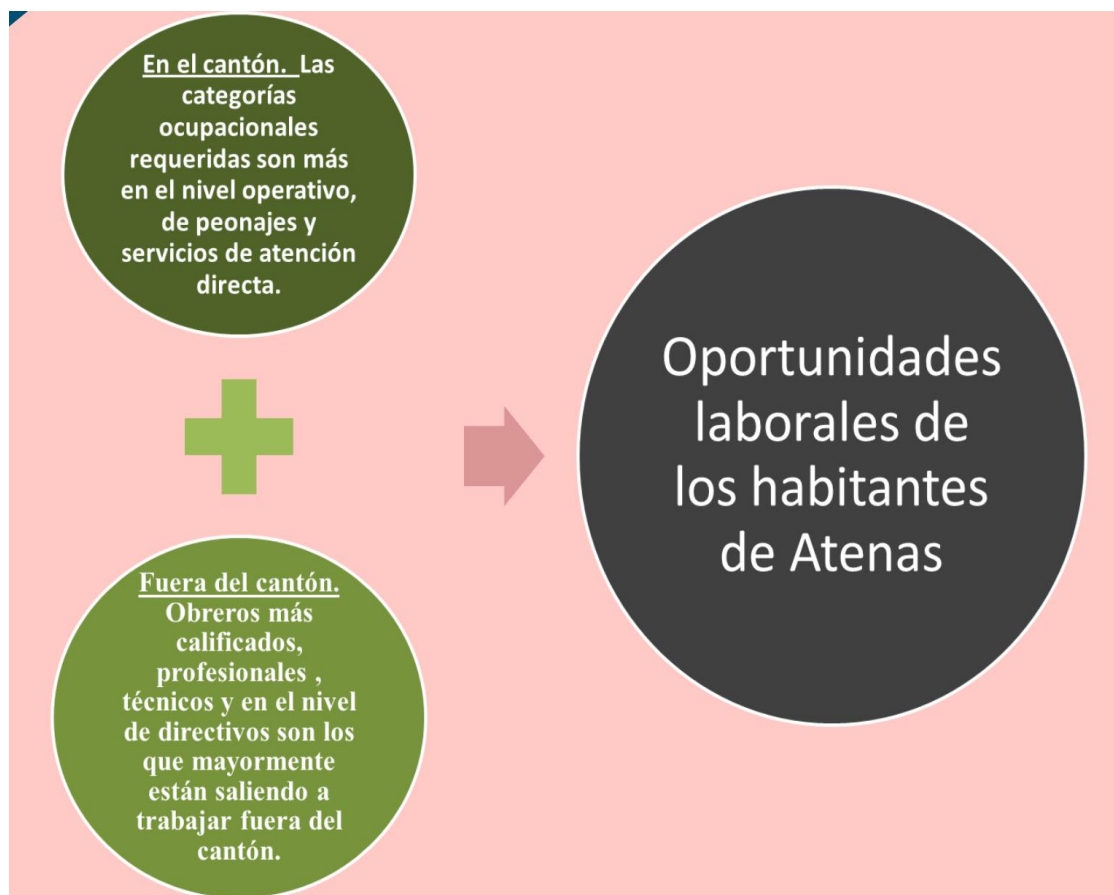 En el cantón. Las
categorías
ocupacionales
requeridas son más
en el nivel operativo,
de peonajes y
servicios de atención
directa.
Fuera del cantón.
Obreros más
calificados,
profesionales ,
técnicos y en el nivel
de directivos son los
que mayormente
están saliendo a
trabajar fuera del
cantón.
Oportunidades
laborales de
los habitantes
de Atenas